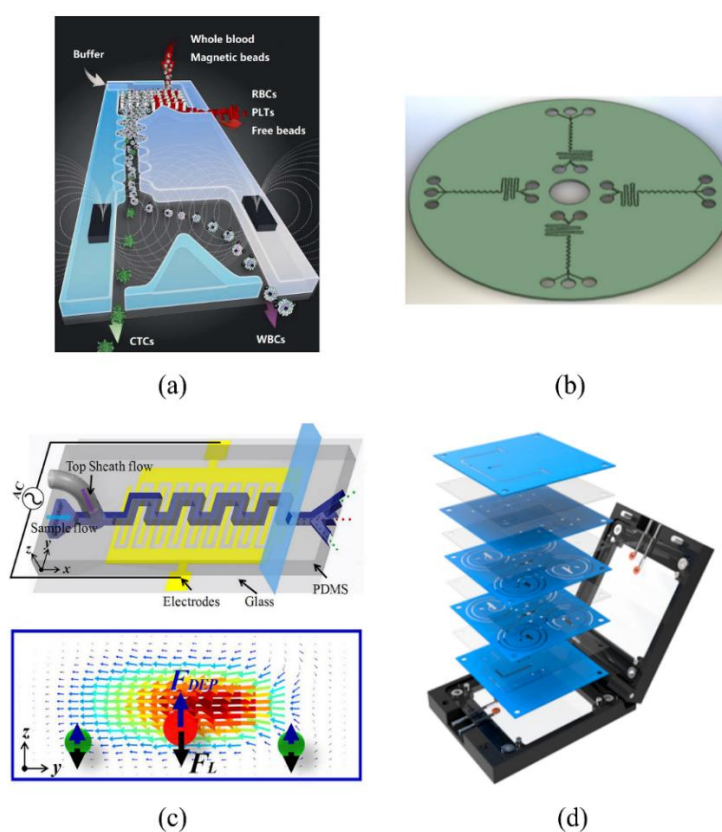 Whole blood
Magnetic beads
Buffer
RBCs
PLTs
Free beads
CTCs
WBCs
(a)
(b)
Top Sheath flow
AC
Sample flow
z
y
x
Electrodes
Glass
PDMS
F_DEP
F_L
z
y
(c)
(d)